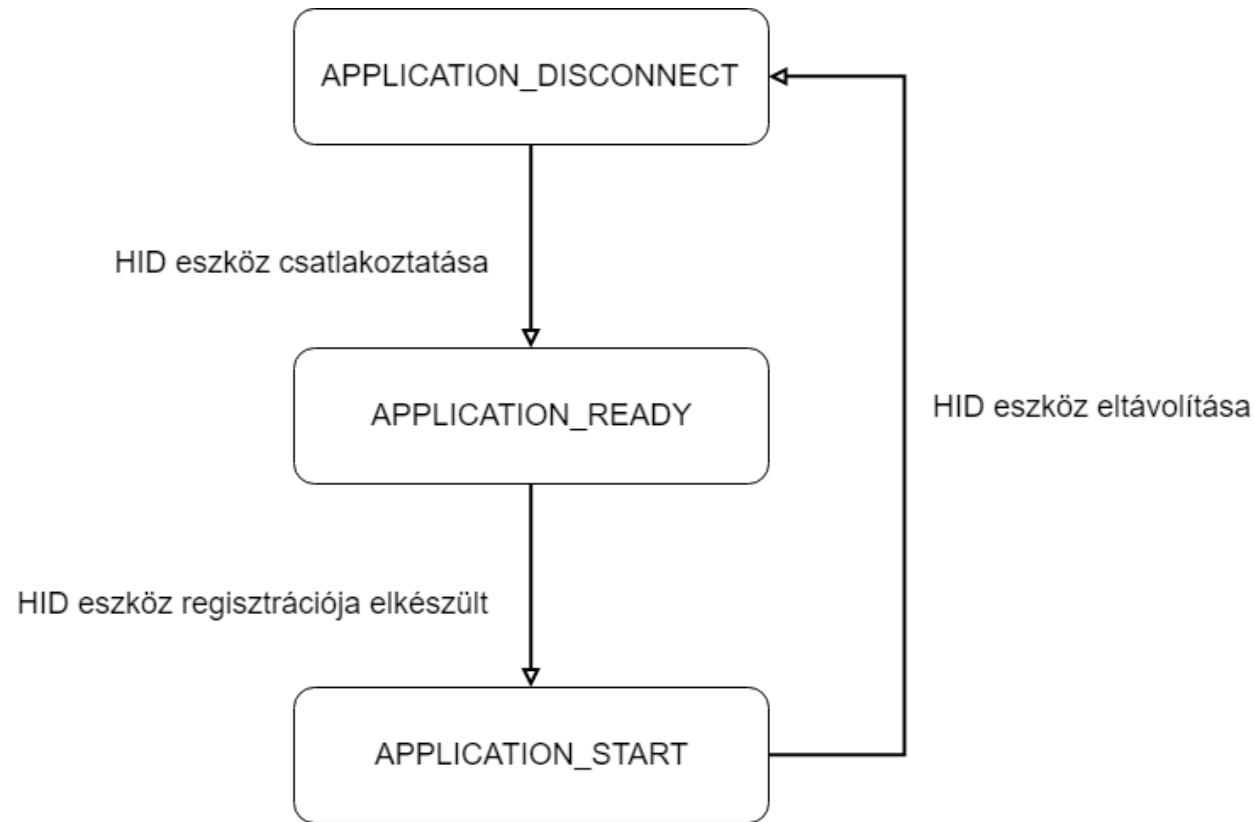 APPLICATION_DISCONNECT
HID eszköz csatlakoztatása
APPLICATION_READY
HID eszköz eltávolítása
HID eszköz regisztrációja elkészült
APPLICATION_START